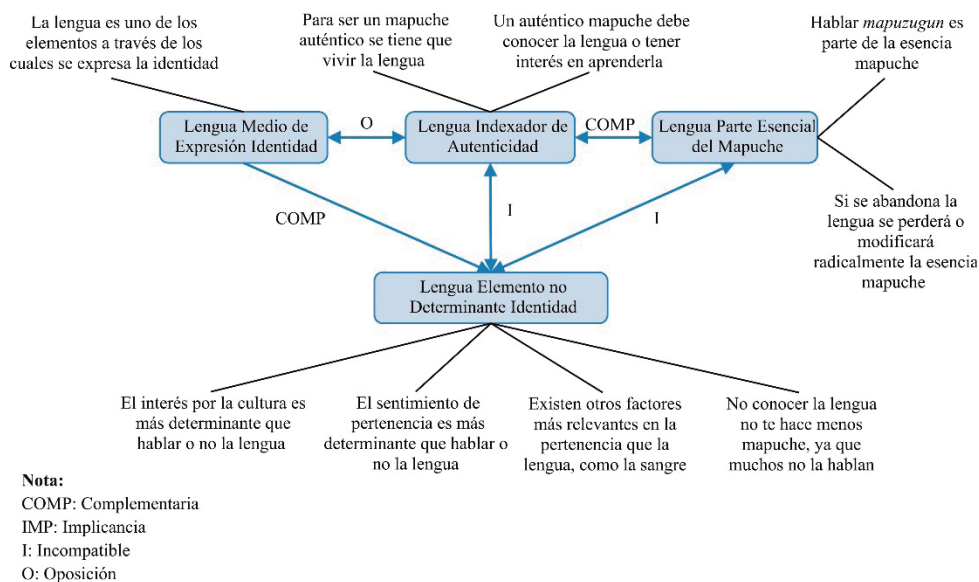 La lengua es uno de los
elementos a través de los
cuales se expresa la identidad
Para ser un mapuche
auténtico se tiene que
vivir la lengua
Un auténtico mapuche debe
conocer la lengua o tener
interés en aprenderla
Hablar mapuzugun es
parte de la esencia
mapuche
Lengua Medio de
Expresión Identidad
O
Lengua Indexador de
Autenticidad
COMP
Lengua Parte Esencial
del Mapuche
COMP
I
I
Si se abandona la
lengua se perderá o
modificará
radicalmente la esencia
mapuche
Lengua Elemento no
Determinante Identidad
El interés por la cultura es
más determinante que
hablar o no la lengua
El sentimiento de
pertenencia es más
determinante que hablar o
no la lengua
Existen otros factores
más relevantes en la
pertenencia que la
lengua, como la sangre
No conocer la lengua
no te hace menos
mapuche, ya que
muchos no la hablan
Nota:
COMP: Complementaria
IMP: Implicancia
I: Incompatible
O: Oposición